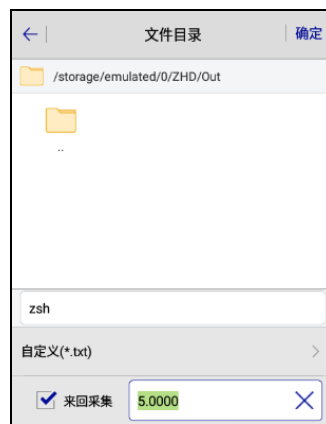 文件目录 确定
/storage/emulated/0/ZHD/Out
..
zsh
自定义(*.txt)
来回采集 5.0000